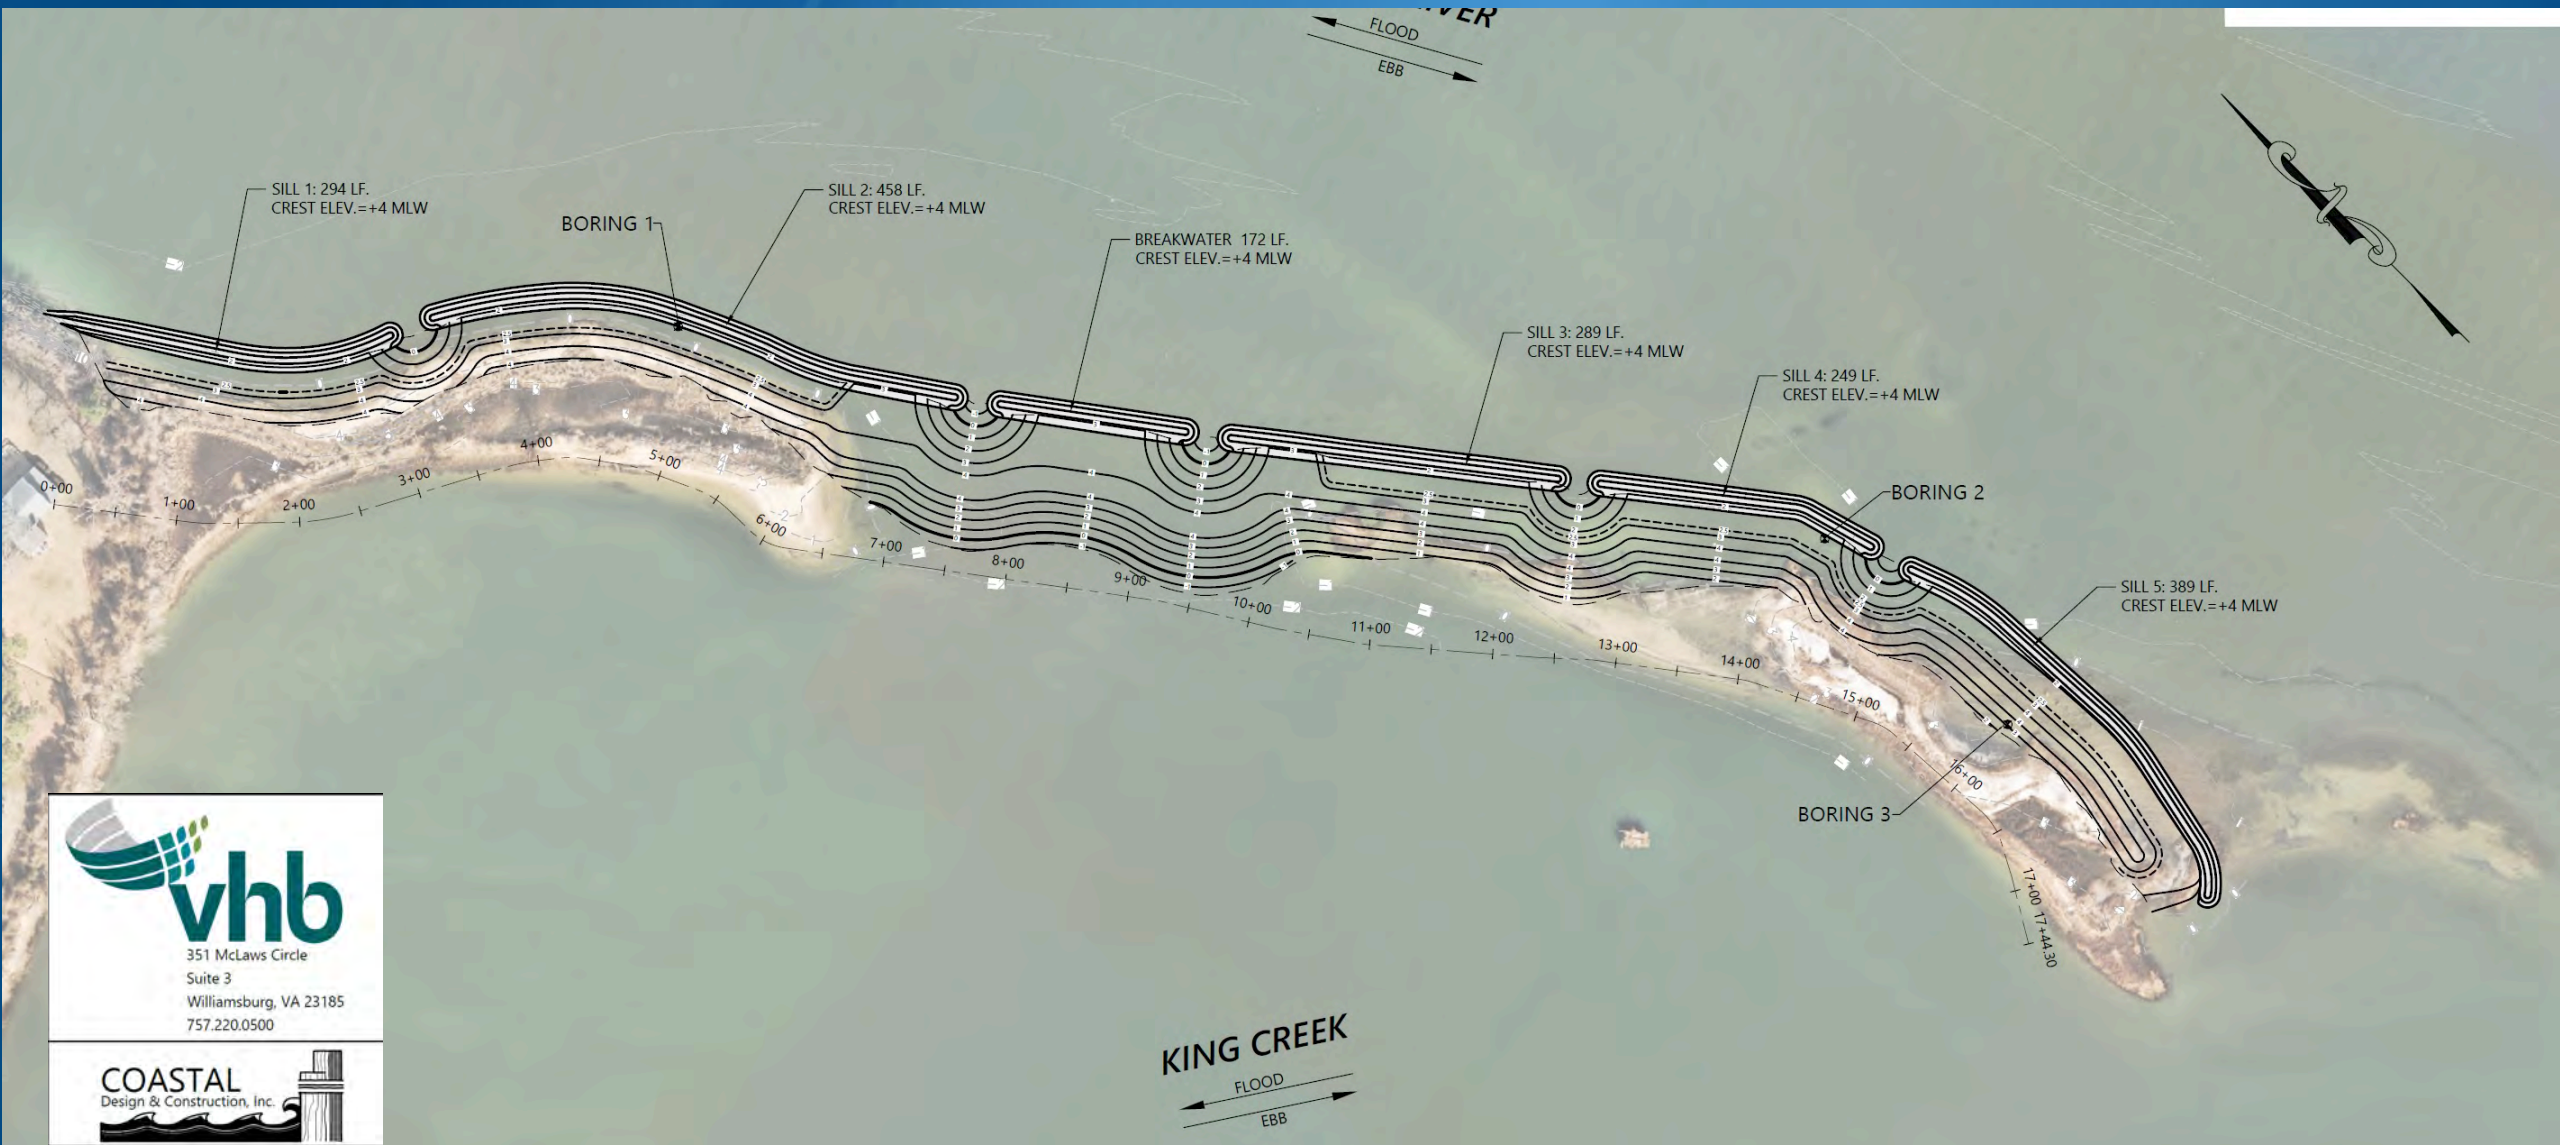 FLOOD
EBB
SILL 1: 294 LF.
CREST ELEV.=+4 MLW
BORING 1
SILL 2: 458 LF.
CREST ELEV.=+4 MLW
BREAKWATER 172 LF.
CREST ELEV.=+4 MLW
SILL 3: 289 LF.
CREST ELEV.=+4 MLW
SILL 4: 249 LF.
CREST ELEV.=+4 MLW
BORING 2
SILL 5: 389 LF.
CREST ELEV.=+4 MLW
BORING 3
0+00
1+00
2+00
3+00
4+00
5+00
6+00
7+00
8+00
9+00
10+00
11+00
12+00
13+00
14+00
15+00
16+00
17+00
17+44.30
KING CREEK
FLOOD
EBB
vhb
351 McLaws Circle
Suite 3
Williamsburg, VA 23185
757.220.0500
COASTAL
Design & Construction, Inc.